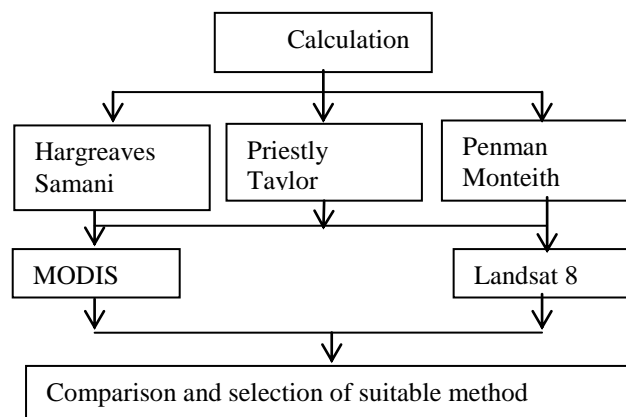 Calculation
Hargreaves
Samani
Priestly
Tavlor
Penman
Monteith
MODIS
Landsat 8
Comparison and selection of suitable method